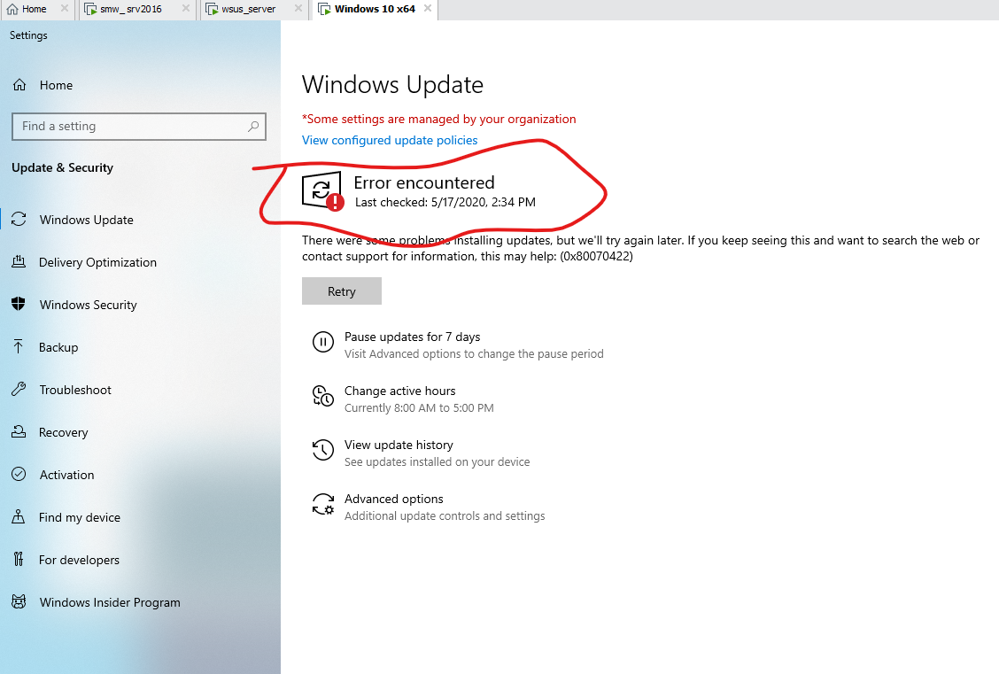 Home
smw_ srv2016
wsus_server
Windows 10 x64
Settings
Home
Find a setting
Update & Security
Windows Update
Delivery Optimization
Windows Security
Backup
Troubleshoot
Recovery
Activation
Find my device
For developers
Windows Insider Program
Windows Update
*Some settings are managed by your organization
View configured update policies
Error encountered
Last checked: 5/17/2020, 2:34 PM
There were some problems installing updates, but we'll try again later. If you keep seeing this and want to search the web or
contact support for information, this may help: (0x80070422)
Retry
Pause updates for 7 days
Visit Advanced options to change the pause period
Change active hours
Currently 8:00 AM to 5:00 PM
View update history
See updates installed on your device
Advanced options
Additional update controls and settings